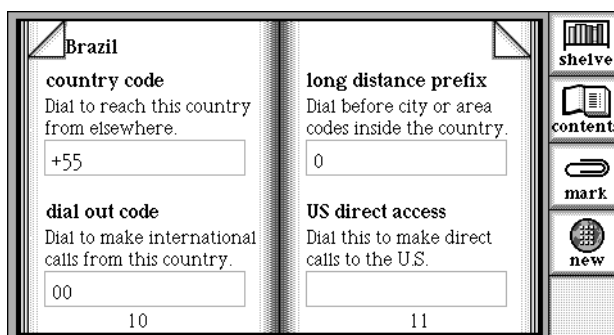 Brazil
country code
Dial to reach this country
from elsewhere.
+55
dial out code
Dial to make international
calls from this country.
00
10
long distance prefix
Dial before city or area
codes inside the country.
0
US direct access
Dial this to make direct
calls to the U.S.
11
shelve
contents
mark
new